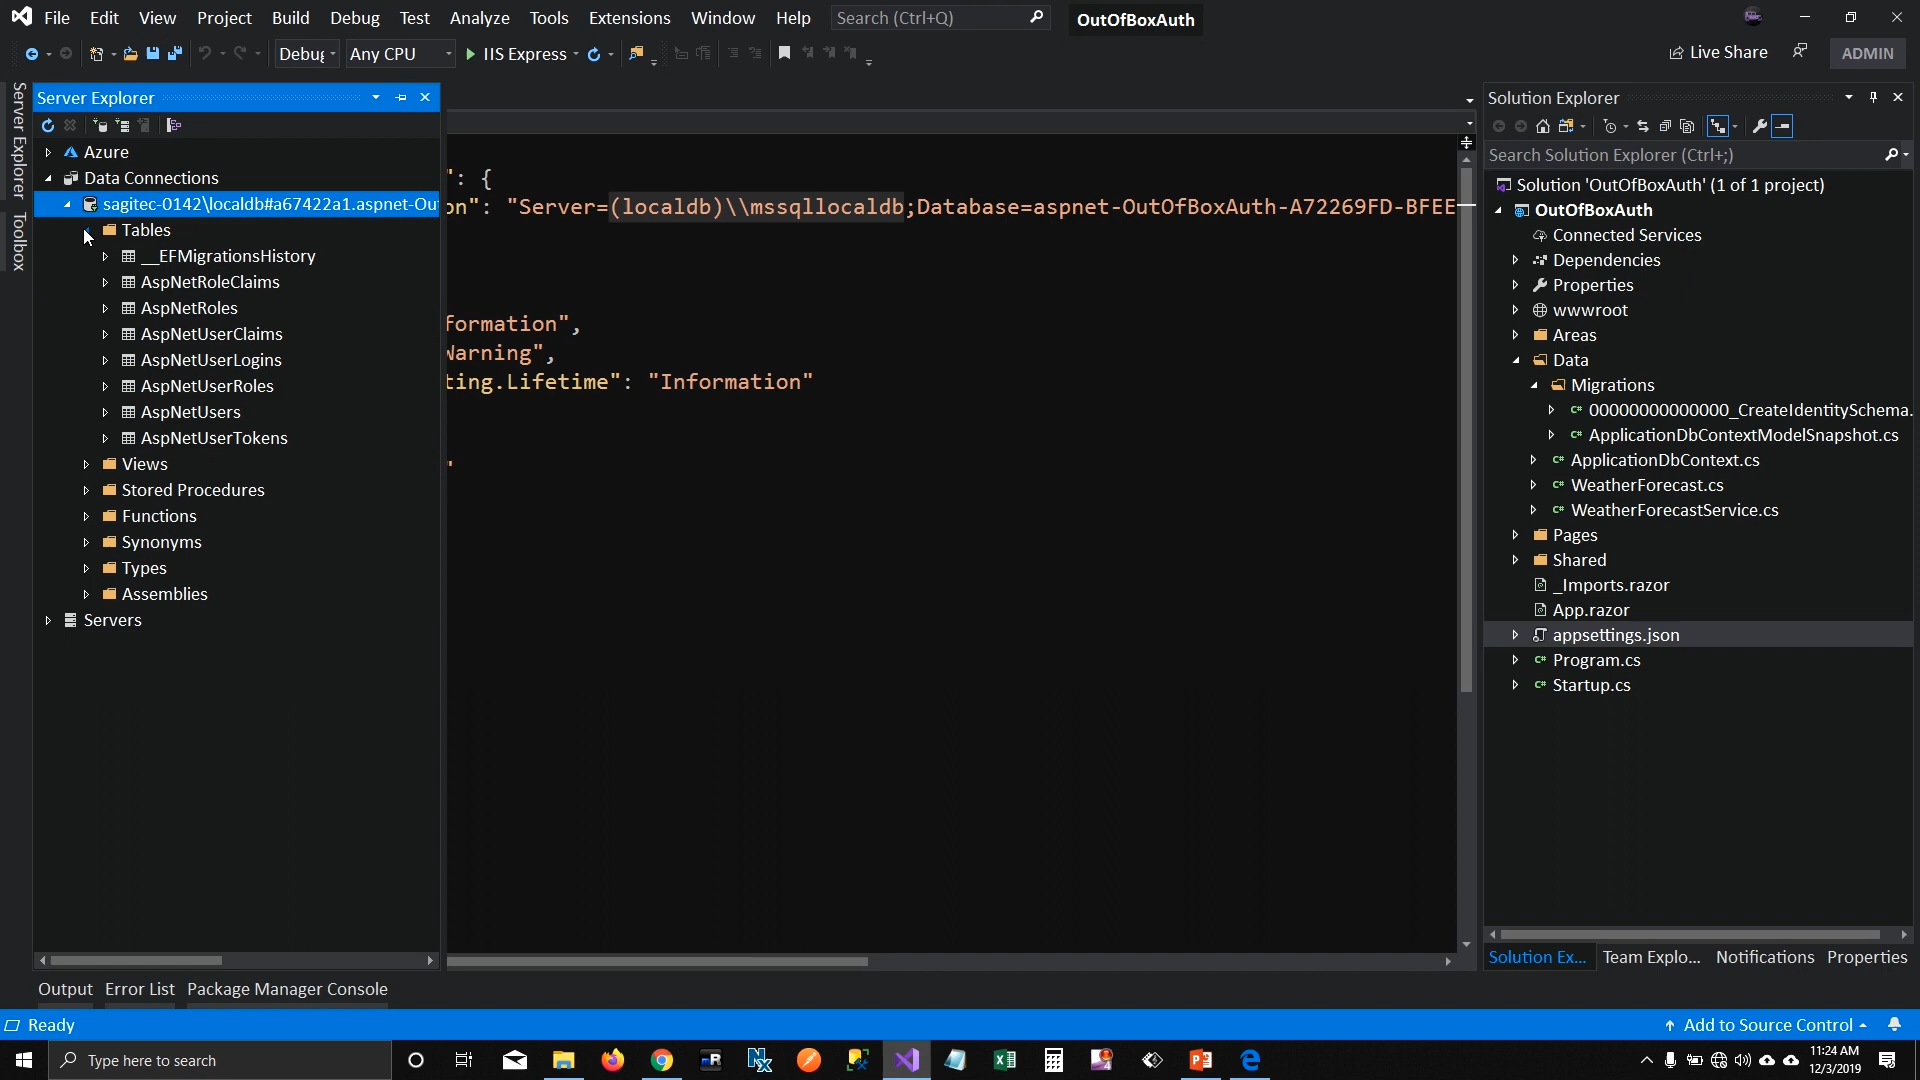 File Edit View Project Build Debug Test Analyze Tools Extensions Window Help Search (Ctrl+Q) OutOfBoxAuth
Debug Any CPU IIS Express Live Share ADMIN
Server Explorer
Toolbox
Server Explorer
Azure
Data Connections
sagitec-0142\localdb#a67422a1.aspnet-Ou
Tables
__EFMigrationsHistory
AspNetRoleClaims
AspNetRoles
AspNetUserClaims
AspNetUserLogins
AspNetUserRoles
AspNetUsers
AspNetUserTokens
Views
Stored Procedures
Functions
Synonyms
Types
Assemblies
Servers
": {
on": "Server=(localdb)\\mssqllocaldb;Database=aspnet-OutOfBoxAuth-A72269FD-BFEE
formation",
Warning",
ting.Lifetime": "Information"
"
Solution Explorer
Search Solution Explorer (Ctrl+;)
Solution 'OutOfBoxAuth' (1 of 1 project)
OutOfBoxAuth
Connected Services
Dependencies
Properties
wwwroot
Areas
Data
Migrations
00000000000000_CreateIdentitySchema.
ApplicationDbContextModelSnapshot.cs
ApplicationDbContext.cs
WeatherForecast.cs
WeatherForecastService.cs
Pages
Shared
_Imports.razor
App.razor
appsettings.json
Program.cs
Startup.cs
Solution Ex... Team Explo... Notifications Properties
Output Error List Package Manager Console
Ready Add to Source Control
Type here to search
11:24 AM
12/3/2019